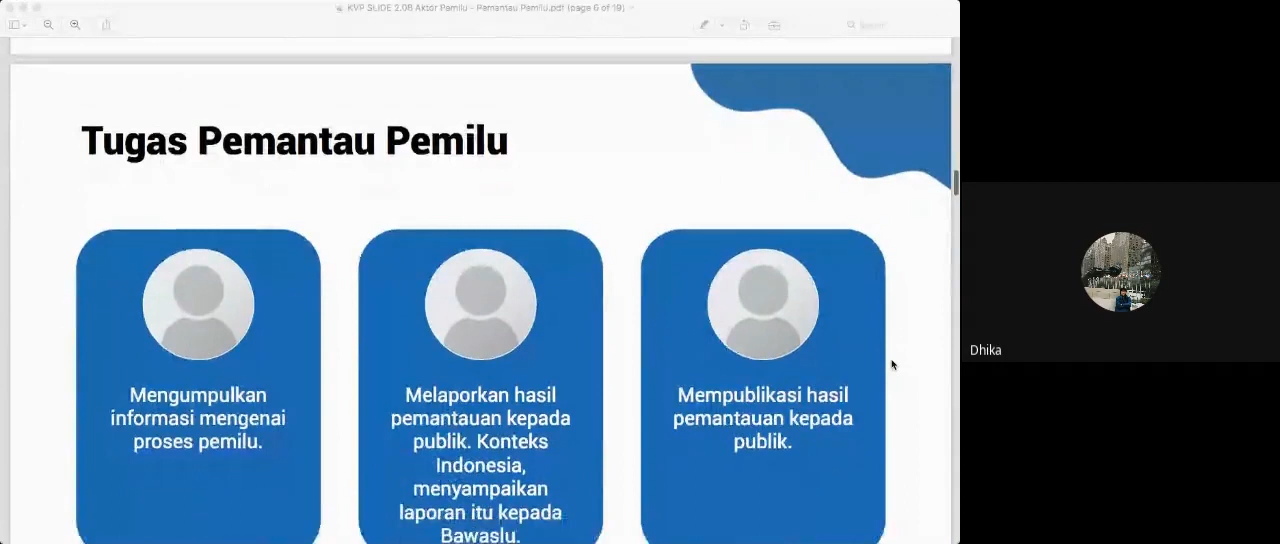 KVP SLIDE 2.08 Aktor Pemilu - Pemantau Pemilu.pdf (page 6 of 19)
Search
Tugas Pemantau Pemilu
Mengumpulkan
informasi mengenai
proses pemilu.
Melaporkan hasil
pemantauan kepada
publik. Konteks
Indonesia,
menyampaikan
laporan itu kepada
Bawaslu.
Mempublikasi hasil
pemantauan kepada
publik.
Dhika